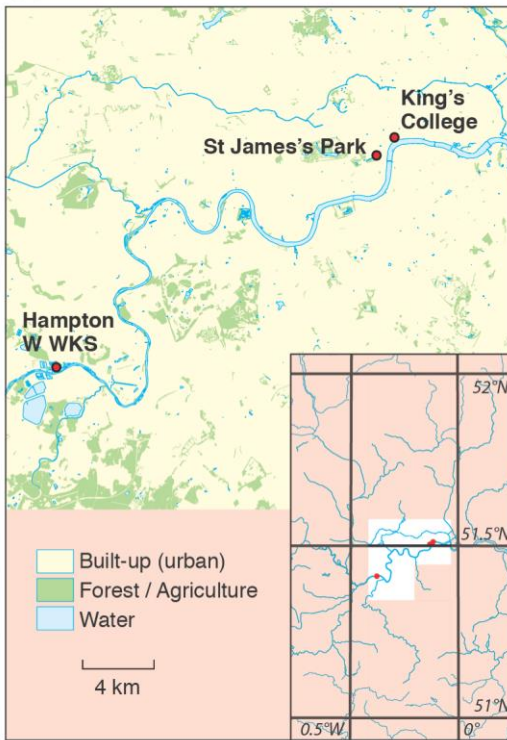 King's
College
St James's Park
Hampton
W WKS
52°N
51.5°N
51°N
0.5°W
0°
Built-up (urban)
Forest / Agriculture
Water
4 km